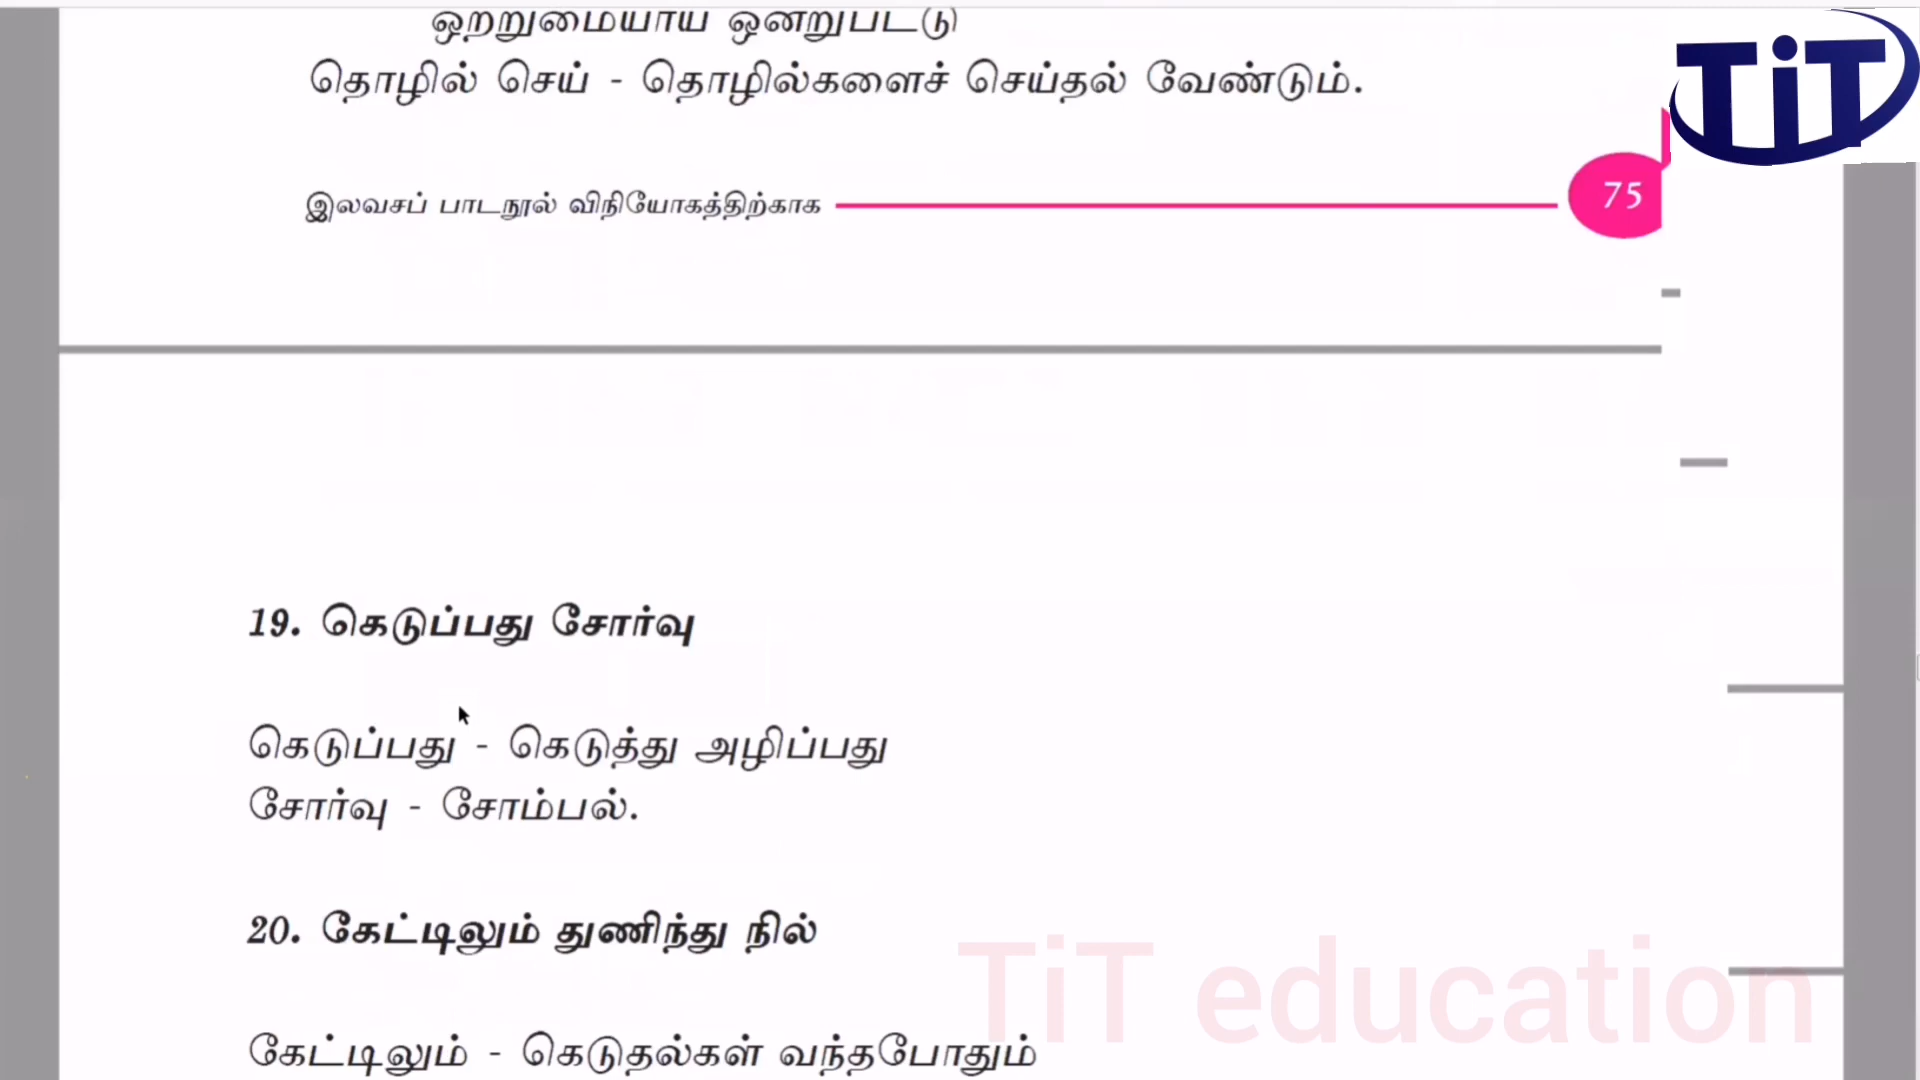 ஒற்றுமையாய் ஒன்றுபட்டு
தொழில் செய் - தொழில்களைச் செய்தல் வேண்டும்.
TiT
இலவசப் பாடநூல் விநியோகத்திற்காக
75
19. கெடுப்பது சோர்வு
கெடுப்பது - கெடுத்து அழிப்பது
சோர்வு - சோம்பல்.
20. கேட்டிலும் துணிந்து நில்
TiT education
கேட்டிலும் - கெடுதல்கள் வந்தபோதும்